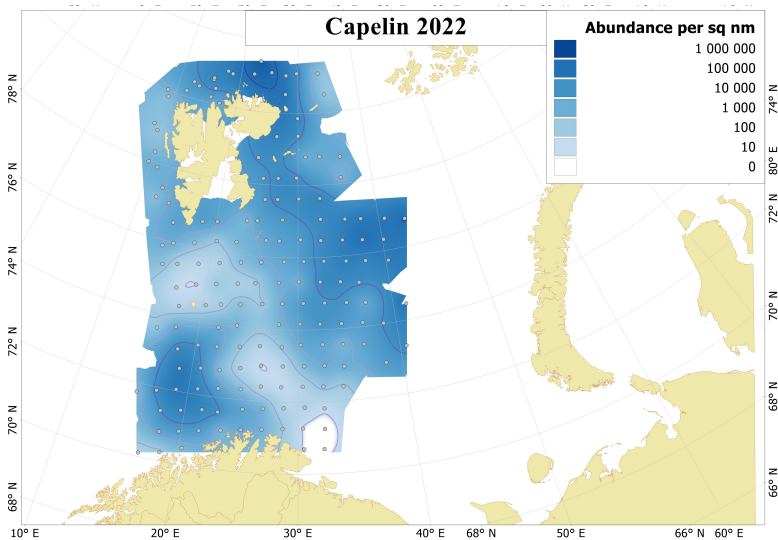 Capelin 2022
Abundance per sq nm
1 000 000
100 000
10 000
1 000
100
10
0
78° N
76° N
74° N
72° N
70° N
68° N
74° N
80° E
72° N
70° N
68° N
66° N
10° E
20° E
30° E
40° E
68° N
50° E
66° N
60° E